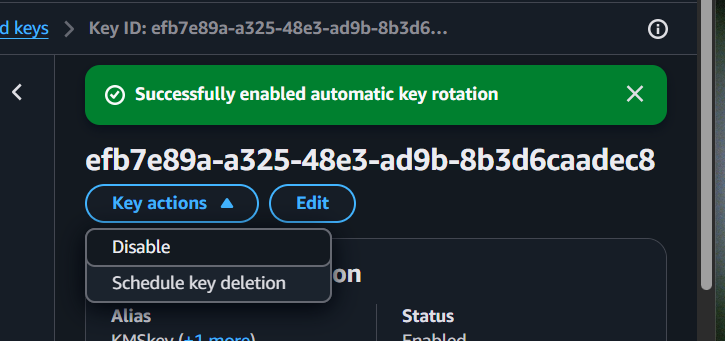 d keys > Key ID: efb7e89a-a325-48e3-ad9b-8b3d6…
Successfully enabled automatic key rotation
efb7e89a-a325-48e3-ad9b-8b3d6caadec8
Key actions Edit
Disable
Schedule key deletion
on
Alias Status
KMSkey (+1 more) Enabled